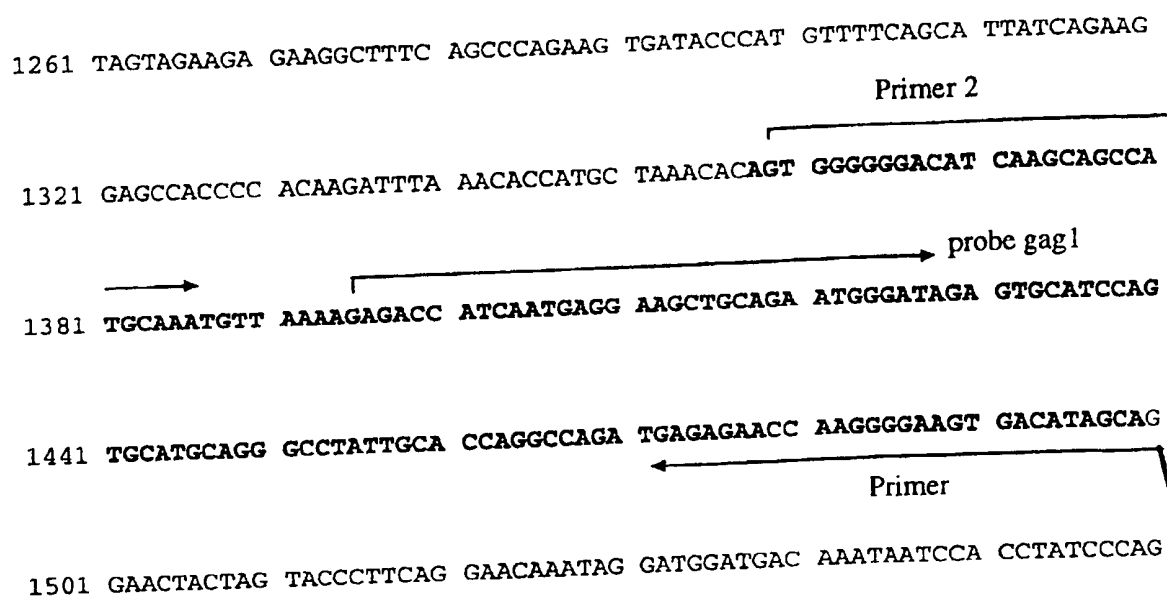 1261 TAGTAGAAGA GAAGGCTTTC AGCCCAGAAG TGATACCCAT GTTTTCAGCA TTATCAGAAG
Primer 2
1321 GAGCCACCCC ACAAGATTTA AACACCATGC TAAACACAGT GGGGGGACAT CAAGCAGCCA
probe gag1
1381 TGCAAATGTT AAAAGAGACC ATCAATGAGG AAGCTGCAGA ATGGGATAGA GTGCATCCAG
1441 TGCATGCAGG GCCTATTGCA CCAGGCCAGA TGAGAGAACC AAGGGGAAGT GACATAGCAG
Primer
1501 GAACTACTAG TACCCTTCAG GAACAAATAG GATGGATGAC AAATAATCCA CCTATCCCAG